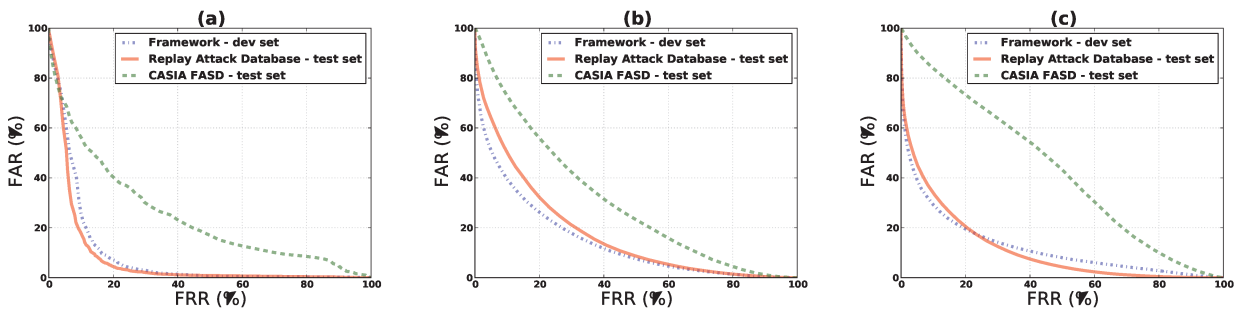 (a)
FAR (%)
100
80
60
40
20
0
0 20 40 60 80 100
FRR (%)
Framework - dev set
Replay Attack Database - test set
CASIA FASD - test set
(b)
FAR (%)
100
80
60
40
20
0
0 20 40 60 80 100
FRR (%)
Framework - dev set
Replay Attack Database - test set
CASIA FASD - test set
(c)
FAR (%)
100
80
60
40
20
0
0 20 40 60 80 100
FRR (%)
Framework - dev set
Replay Attack Database - test set
CASIA FASD - test set